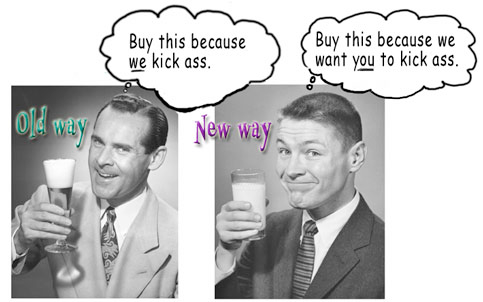 Buy this because
we kick ass.
Buy this because we
want you to kick ass.
Old way
New way